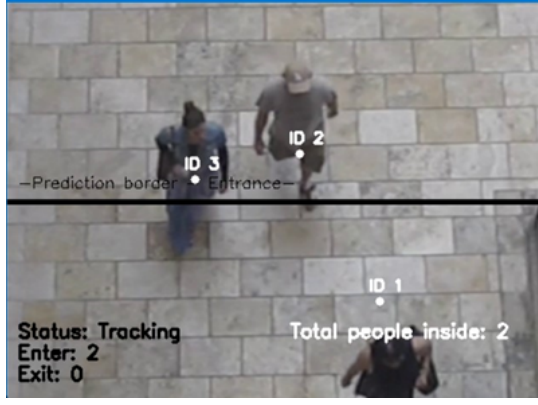 ID 2
ID 3
—Prediction border - Entrance—
ID 1
Status: Tracking
Total people inside: 2
Enter: 2
Exit: 0